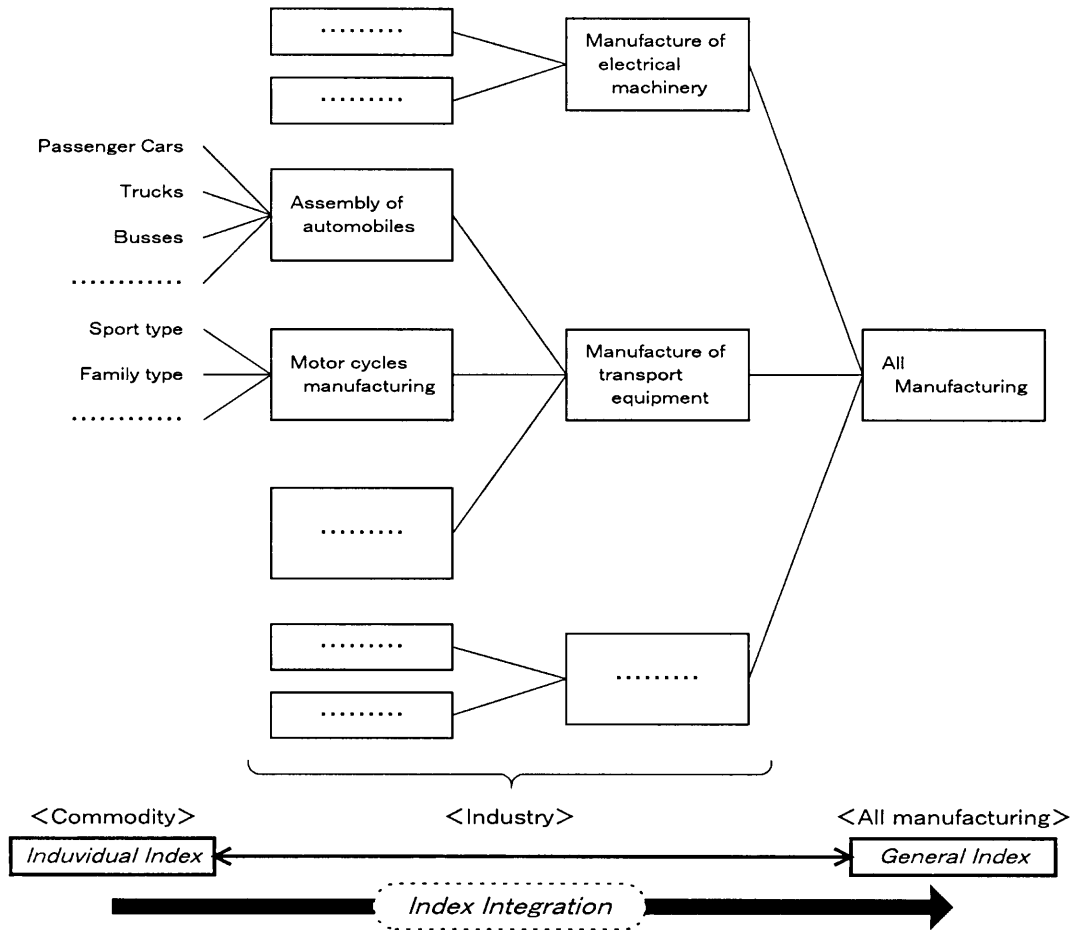 ·········
·········
Manufacture of
electrical
machinery
Passenger Cars
Trucks
Busses
············
Assembly of
automobiles
Sport type
Family type
············
Motor cycles
manufacturing
Manufacture of
transport
equipment
All
Manufacturing
·········
·········
·········
·········
<Commodity>
<Industry>
<All manufacturing>
Induvidual Index
General Index
Index Integration